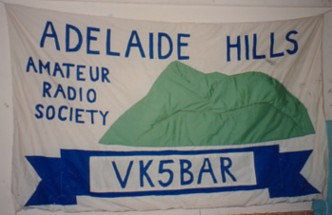 ADELAIDE HILLS
AMATEUR
RADIO
SOCIETY
VK5BAR